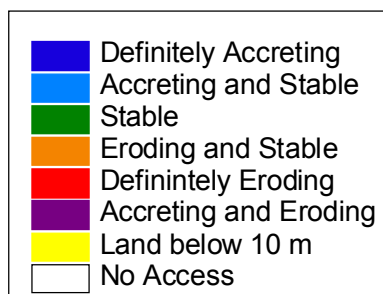 Definitely Accreting
Accreting and Stable
Stable
Eroding and Stable
Definintely Eroding
Accreting and Eroding
Land below 10 m
No Access